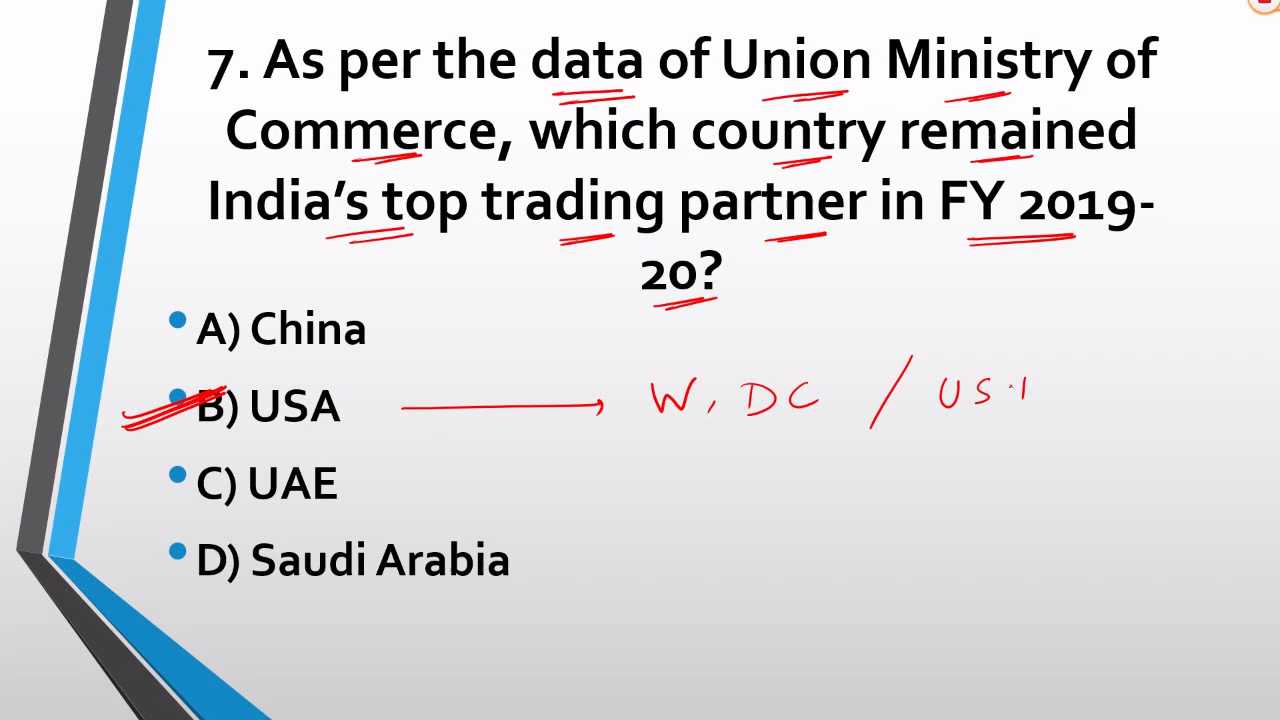 7. As per the data of Union Ministry of
Commerce, which country remained
India's top trading partner in FY 2019-
20?
A) China
B) USA → W, DC / US
C) UAE
D) Saudi Arabia